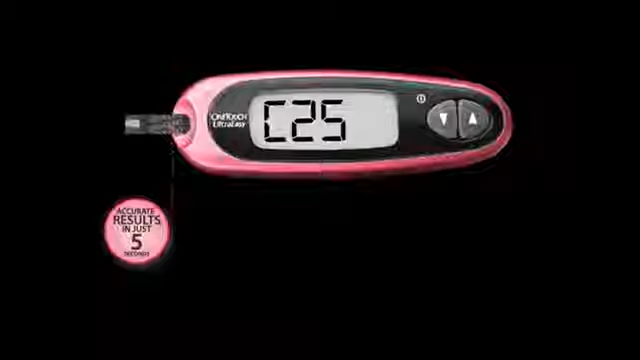 ONETOUCH
UltraEasy
C25
ACCURATE
RESULTS
IN JUST
5
SECONDS